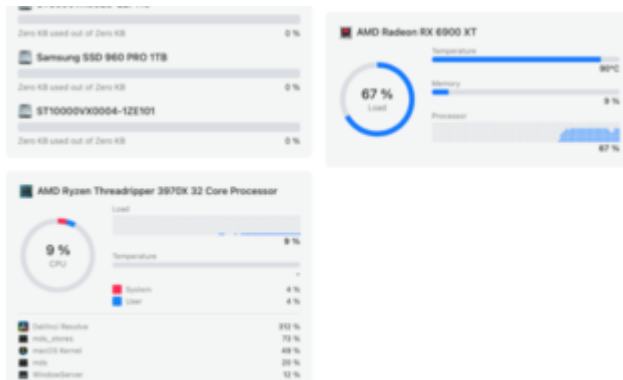 Zero KB used out of Zero KB 0 %
Samsung SSD 960 PRO 1TB
Zero KB used out of Zero KB 0 %
ST10000VX0004-1ZE101
Zero KB used out of Zero KB 0 %
AMD Ryzen Threadripper 3970X 32 Core Processor
Load
9 %
9 %
CPU
Temperature
-
System 4 %
User 4 %
DaVinci Resolve 312 %
mds_stores 73 %
macOS Kernel 49 %
mds 20 %
WindowServer 12 %
AMD Radeon RX 6900 XT
Temperature
90°C
67 %
Load
Memory
9 %
Processor
67 %